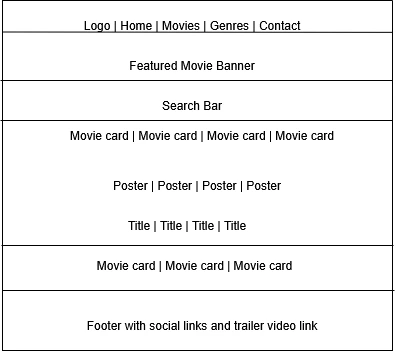 Logo | Home | Movies | Genres | Contact
Featured Movie Banner
Search Bar
Movie card | Movie card | Movie card | Movie card
Poster | Poster | Poster | Poster
Title | Title | Title | Title
Movie card | Movie card | Movie card
Footer with social links and trailer video link